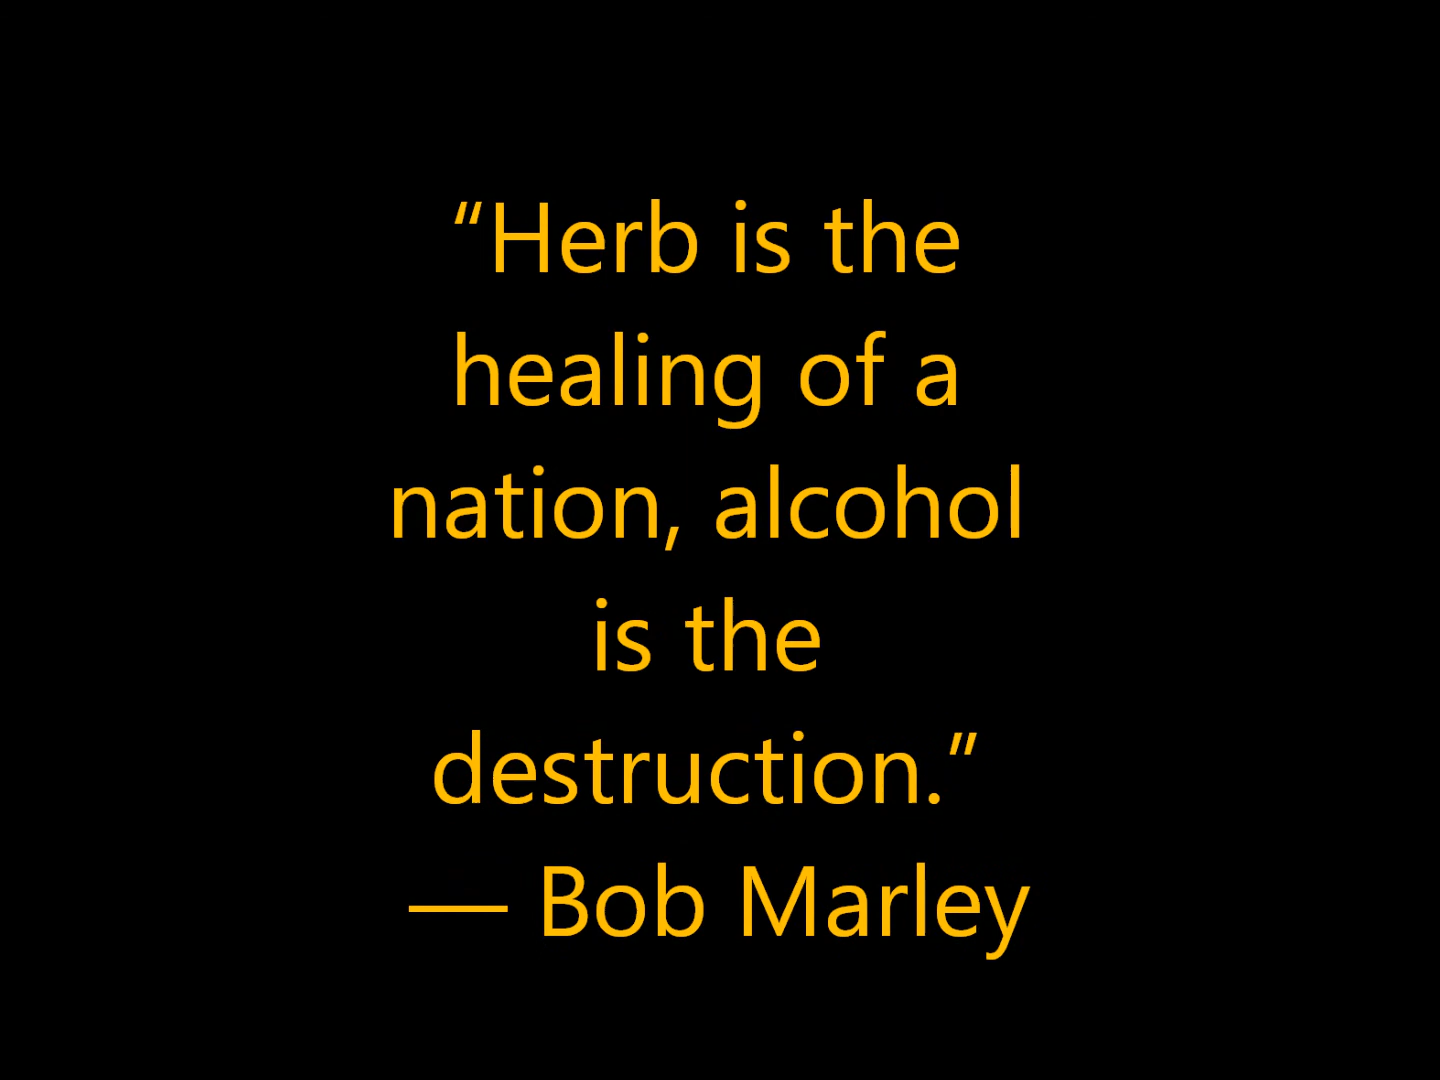 “Herb is the
healing of a
nation, alcohol
is the
destruction.”
— Bob Marley